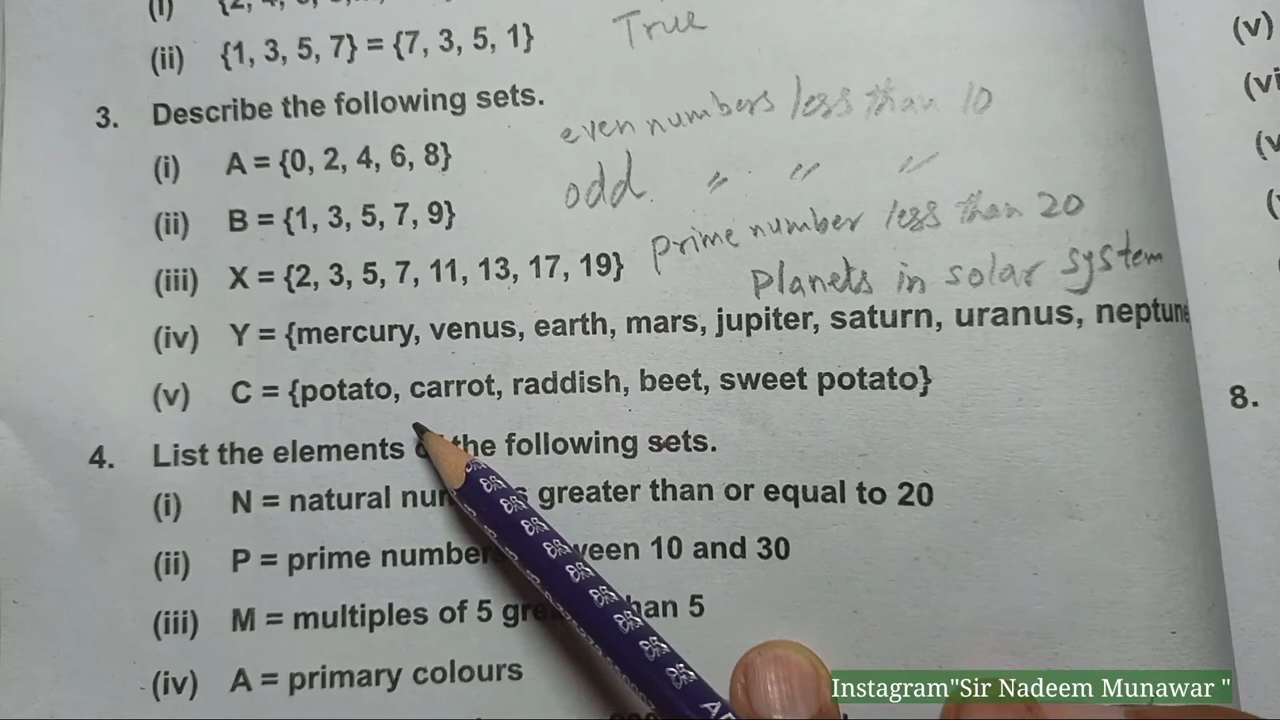 (ii) {1, 3, 5, 7} = {7, 3, 5, 1} True
3. Describe the following sets.
(i) A = {0, 2, 4, 6, 8} even numbers less than 10
(ii) B = {1, 3, 5, 7, 9} odd " " "
(iii) X = {2, 3, 5, 7, 11, 13, 17, 19} prime number less than 20
planets in solar system
(iv) Y = {mercury, venus, earth, mars, jupiter, saturn, uranus, neptune
(v) C = {potato, carrot, raddish, beet, sweet potato}
4. List the elements the following sets.
(i) N = natural greater than or equal to 20
(ii) P = prime 10 and 30
(iii) M = multiples of 5 5
(iv) A = primary colours
Instagram"Sir Nadeem Munawar "
(v)
8.